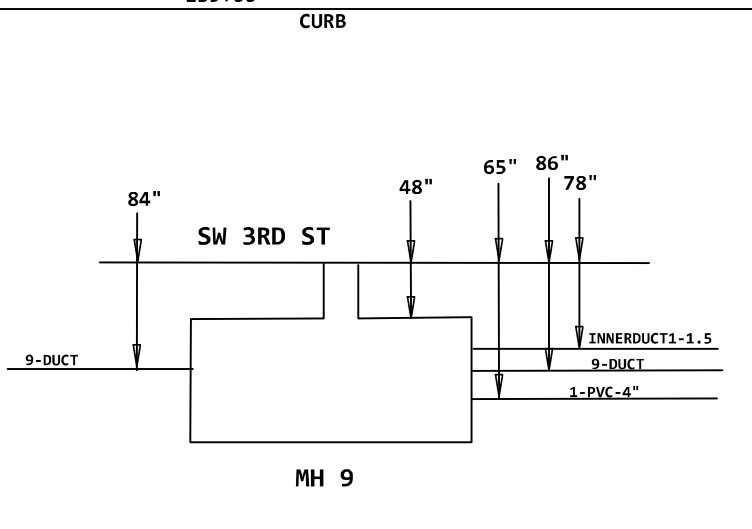 CURB
65" 86"
78"
48"
84"
SW 3RD ST
INNERDUCT1-1.5
9-DUCT
9-DUCT
1-PVC-4"
MH 9